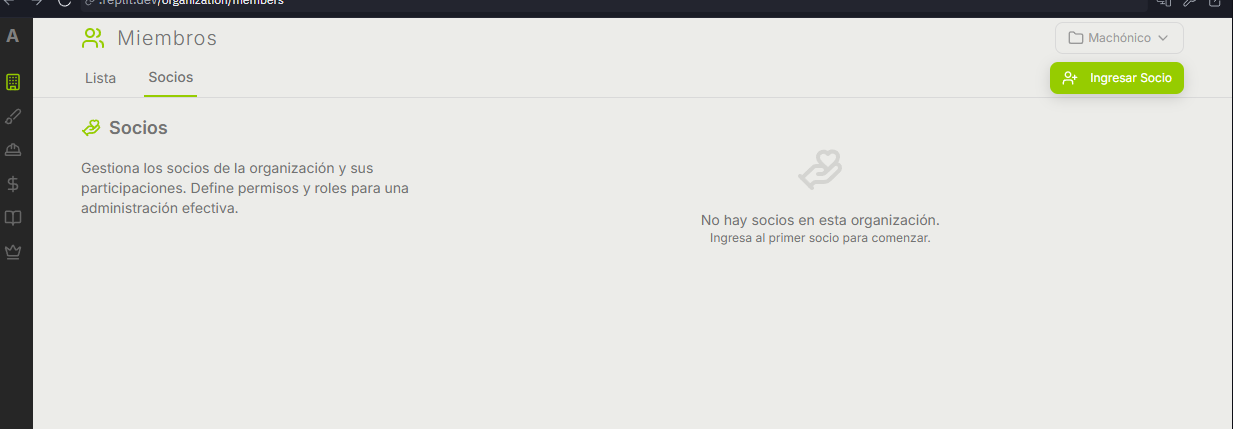 .replit.dev/organization/members
A
Miembros
Machónico
Lista
Socios
Ingresar Socio
Socios
Gestiona los socios de la organización y sus
participaciones. Define permisos y roles para una
administración efectiva.
No hay socios en esta organización.
Ingresa al primer socio para comenzar.